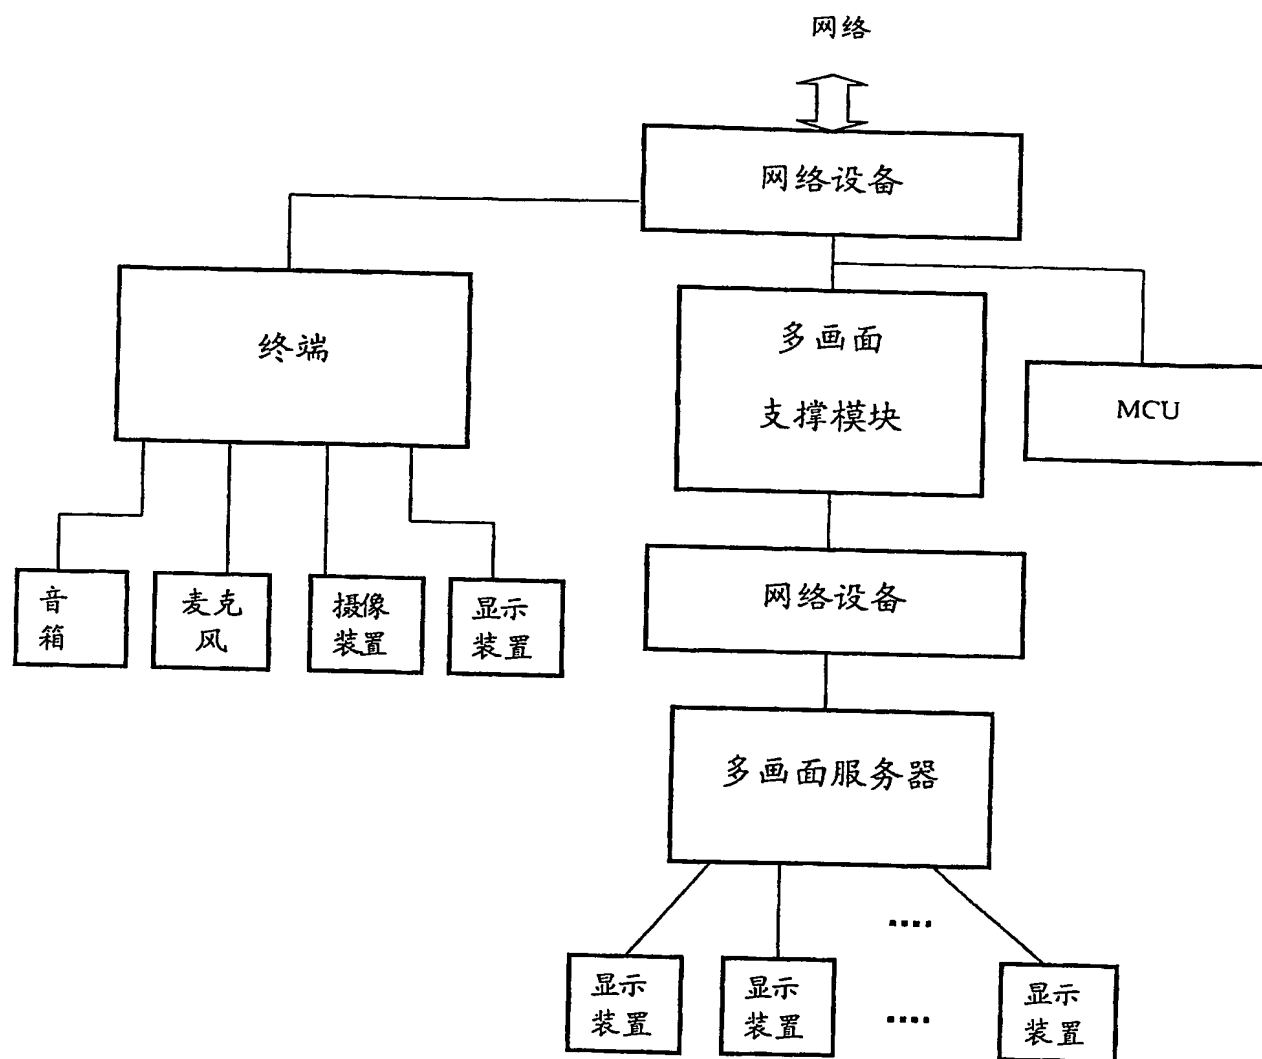 网络
网络设备
终端
多画面
支撑模块
MCU
音
箱
麦克
风
摄像
装置
显示
装置
网络设备
多画面服务器
....
显示
装置
显示
装置
....
显示
装置